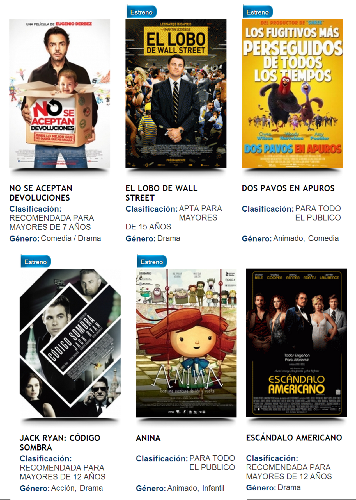 Estreno
Estreno
UNA PELÍCULA DE EUGENIO DERBEZ
NO SE ACEPTAN DEVOLUCIONES
EL LOBO
DE WALL STREET
LOS FUGITIVOS MÁS
PERSEGUIDOS
DE TODOS
LOS TIEMPOS
DOS PAVOS EN APUROS
NO SE ACEPTAN
DEVOLUCIONES
Clasificación:
RECOMENDADA PARA
MAYORES DE 7 AÑOS
Género: Comedia / Drama
EL LOBO DE WALL
STREET
Clasificación: APTA PARA
MAYORES
DE 15 AÑOS
Género: Drama
DOS PAVOS EN APUROS
Clasificación: PARA TODO
EL PUBLICO
Género: Animado, Comedia
Estreno
Estreno
CÓDIGO SOMBRA
JACK RYAN
ANINA
ESCÁNDALO
AMERICANO
JACK RYAN: CÓDIGO
SOMBRA
Clasificación:
RECOMENDADA PARA
MAYORES DE 12 AÑOS
Género: Acción, Drama
ANINA
Clasificación: PARA TODO
EL PUBLICO
Género: Animado, Infantil
ESCÁNDALO AMERICANO
Clasificación:
RECOMENDADA PARA
MAYORES DE 12 AÑOS
Género: Drama